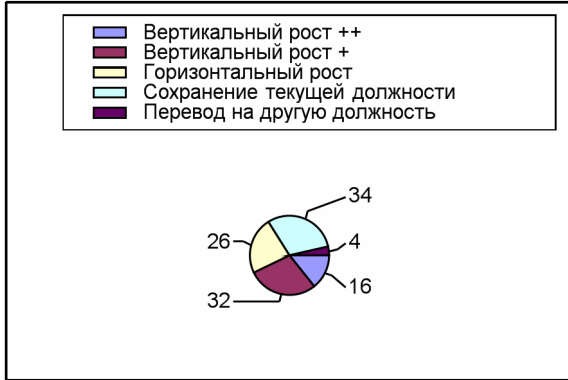 Вертикальный рост ++
Вертикальный рост +
Горизонтальный рост
Сохранение текущей должности
Перевод на другую должность
34
26
4
16
32